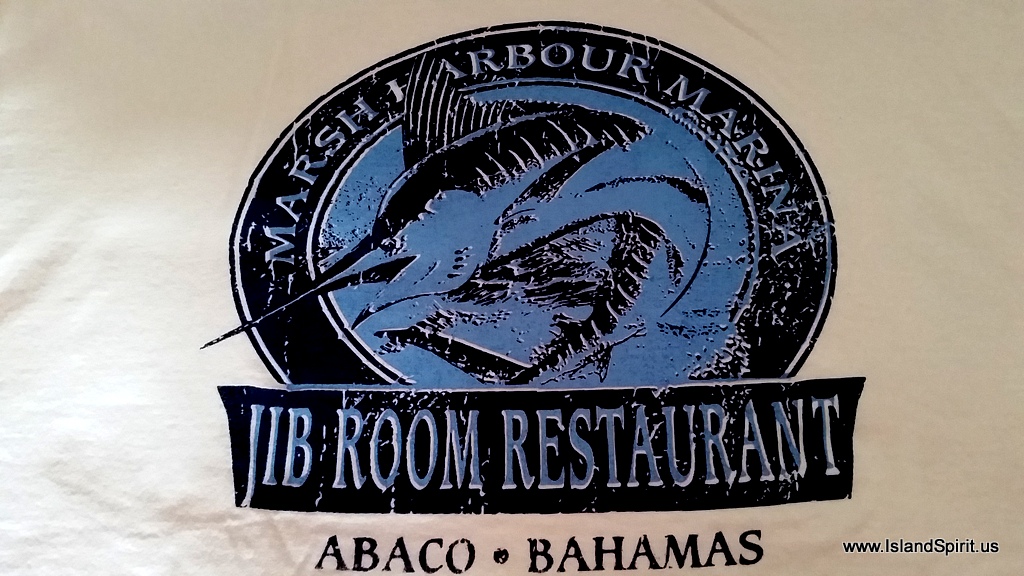 MARSH HARBOUR MARINA
JIB ROOM RESTAURANT
ABACO • BAHAMAS
www.IslandSpirit.us